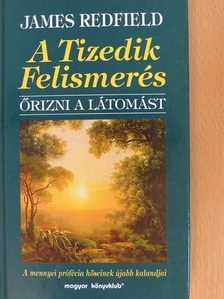 JAMES REDFIELD
A Tizedik
Felismerés
ŐRIZNI A LÁTOMÁST
A mennyei prófécia hőseinek újabb kalandjai
magyar könyvklub®